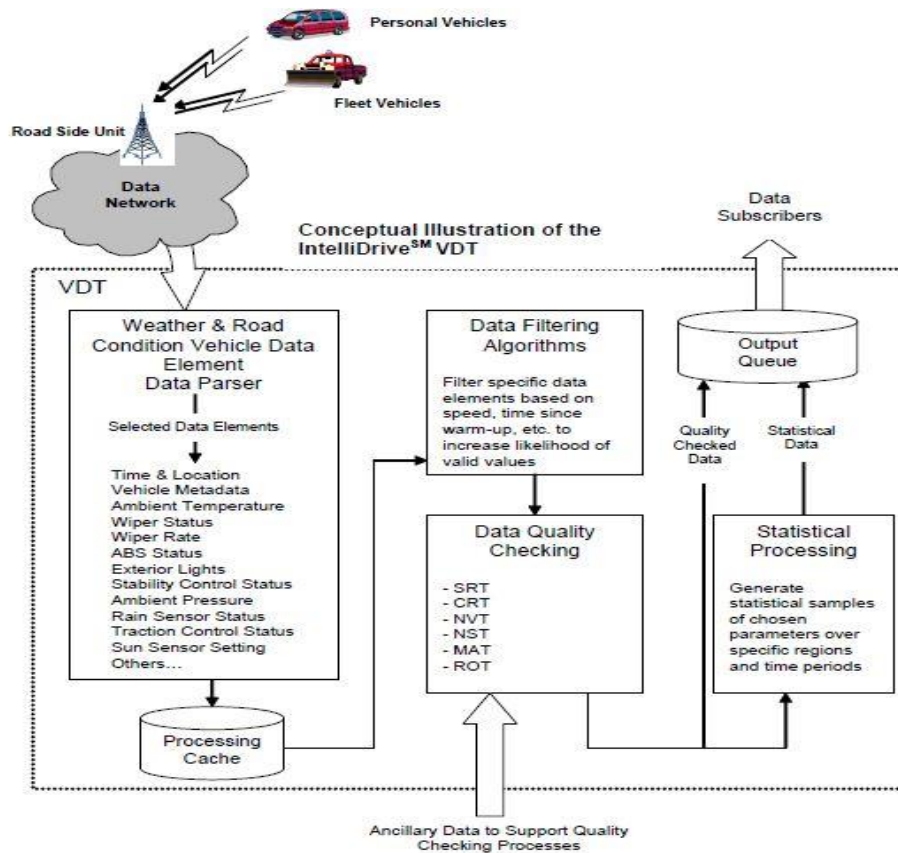 Personal Vehicles
Fleet Vehicles
Road Side Unit
Data
Network
Data
Subscribers
Conceptual Illustration of the
IntelliDriveSM VDT
VDT
Weather & Road
Condition Vehicle Data
Element
Data Parser
Selected Data Elements
Time & Location
Vehicle Metadata
Ambient Temperature
Wiper Status
Wiper Rate
ABS Status
Exterior Lights
Stability Control Status
Ambient Pressure
Rain Sensor Status
Traction Control Status
Sun Sensor Setting
Others...
Processing
Cache
Data Filtering
Algorithms
Filter specific data
elements based on
speed, time since
warm-up, etc. to
increase likelihood of
valid values
Data Quality
Checking
- SRT
- CRT
- NVT
- NST
- MAT
- ROT
Ancillary Data to Support Quality
Checking Processes
Output
Queue
Quality
Checked
Data
Statistical
Data
Statistical
Processing
Generate
statistical samples
of chosen
parameters over
specific regions
and time periods